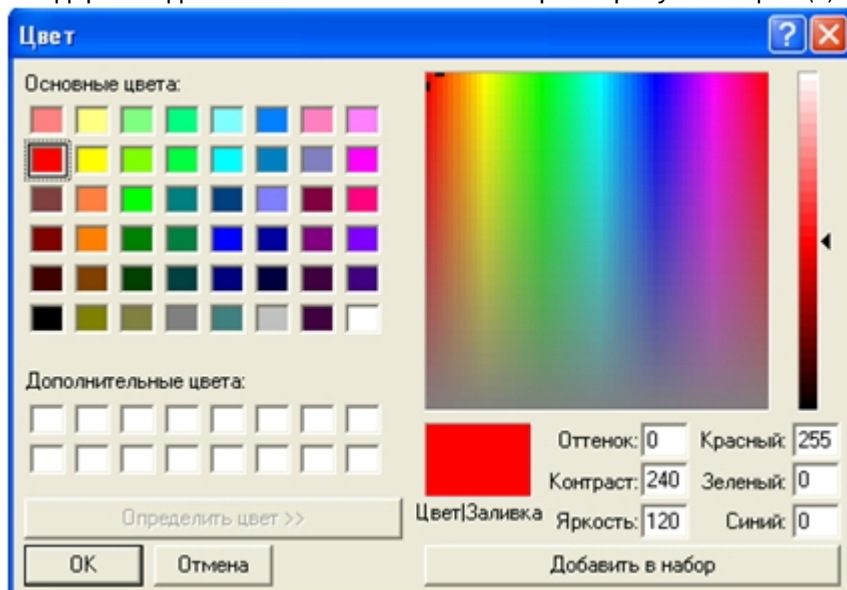 Цвет
Основные цвета:
Дополнительные цвета:
Определить цвет >>
OK Отмена
Цвет|Заливка
Оттенок: 0 Красный: 255
Контраст: 240 Зеленый: 0
Яркость: 120 Синий: 0
Добавить в набор